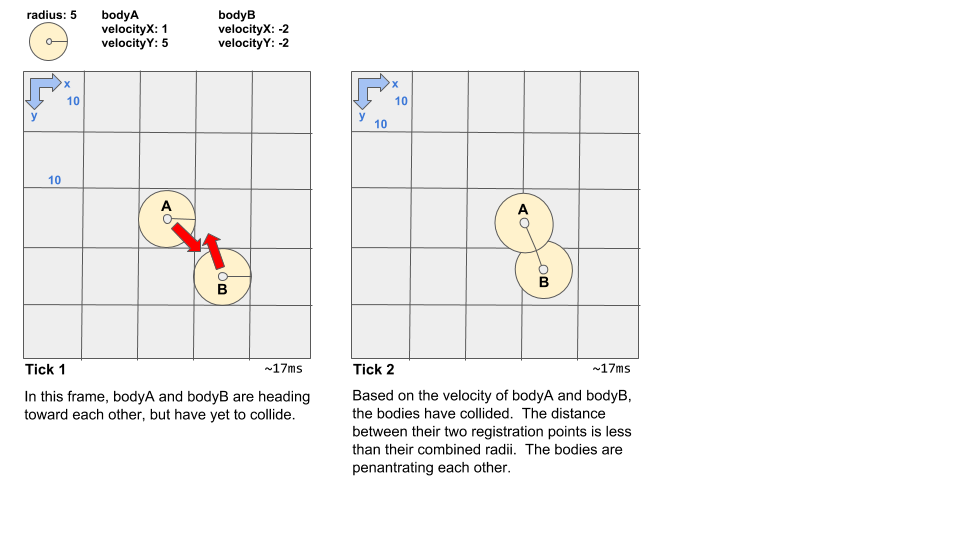 radius: 5
bodyA
velocityX: 1
velocityY: 5
bodyB
velocityX: -2
velocityY: -2
x
10
y
10
A
B
Tick 1
~17ms
In this frame, bodyA and bodyB are heading
toward each other, but have yet to collide.
x
10
y
10
A
B
Tick 2
~17ms
Based on the velocity of bodyA and bodyB,
the bodies have collided.  The distance
between their two registration points is less
than their combined radii.  The bodies are
penantrating each other.